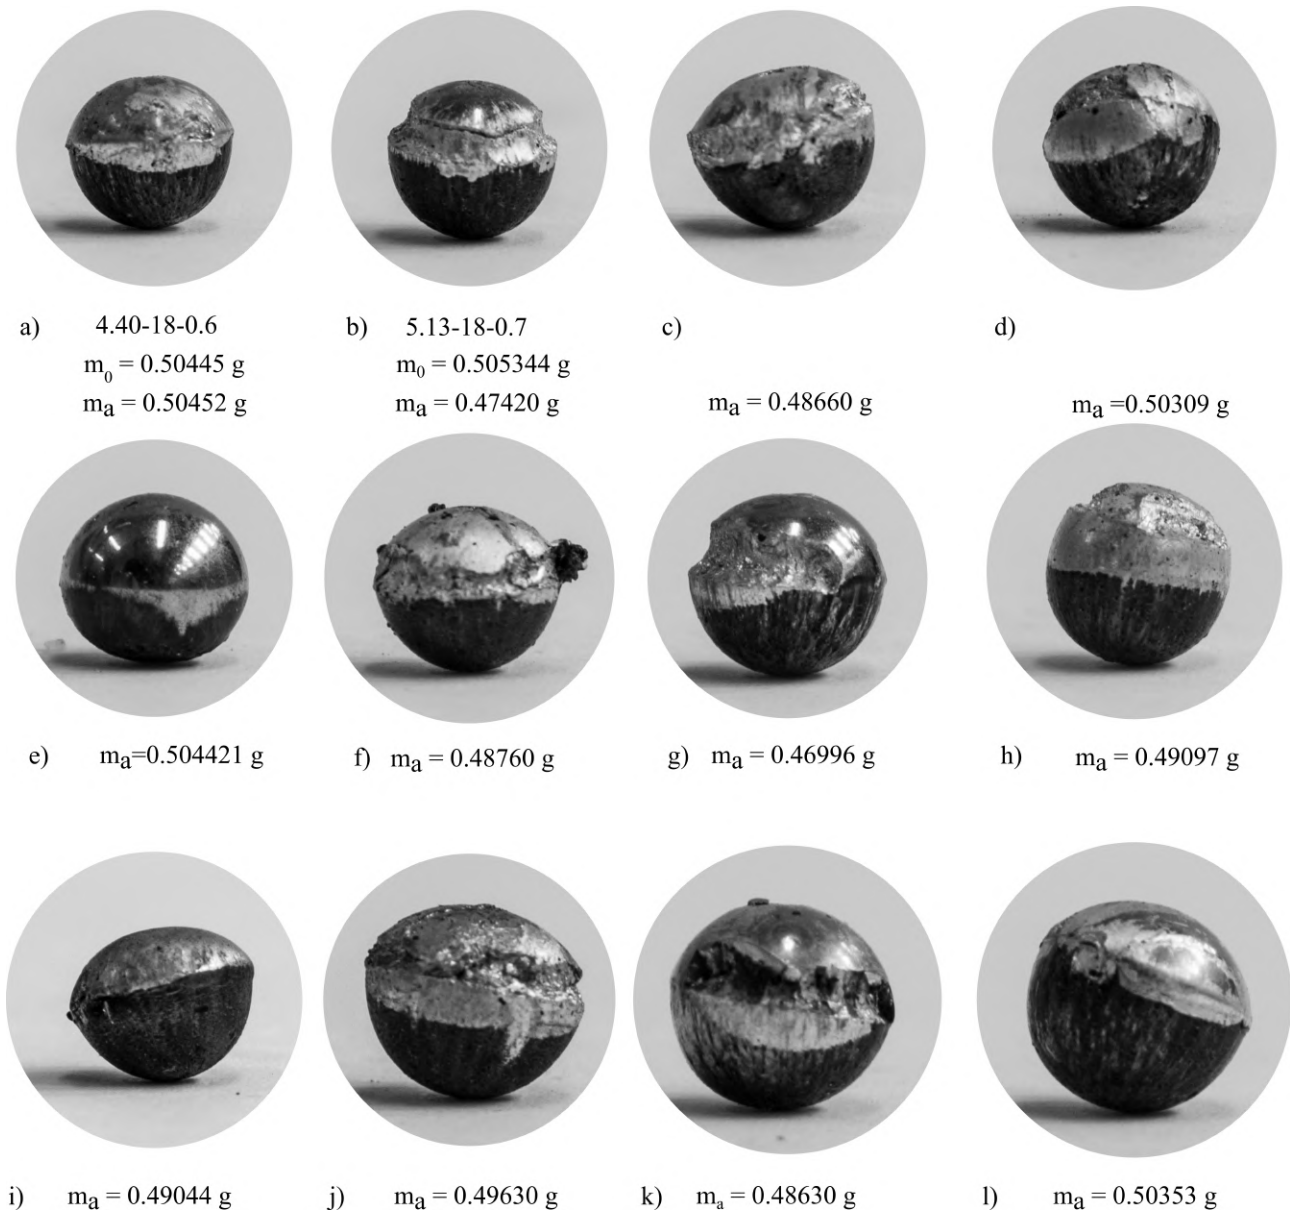 a) 4.40-18-0.6
m₀ = 0.50445 g
mₐ = 0.50452 g
b) 5.13-18-0.7
m₀ = 0.505344 g
mₐ = 0.47420 g
c)
mₐ = 0.48660 g
d)
mₐ =0.50309 g
e) mₐ=0.504421 g
f) mₐ = 0.48760 g
g) mₐ = 0.46996 g
h) mₐ = 0.49097 g
i) mₐ = 0.49044 g
j) mₐ = 0.49630 g
k) mₐ = 0.48630 g
l) mₐ = 0.50353 g